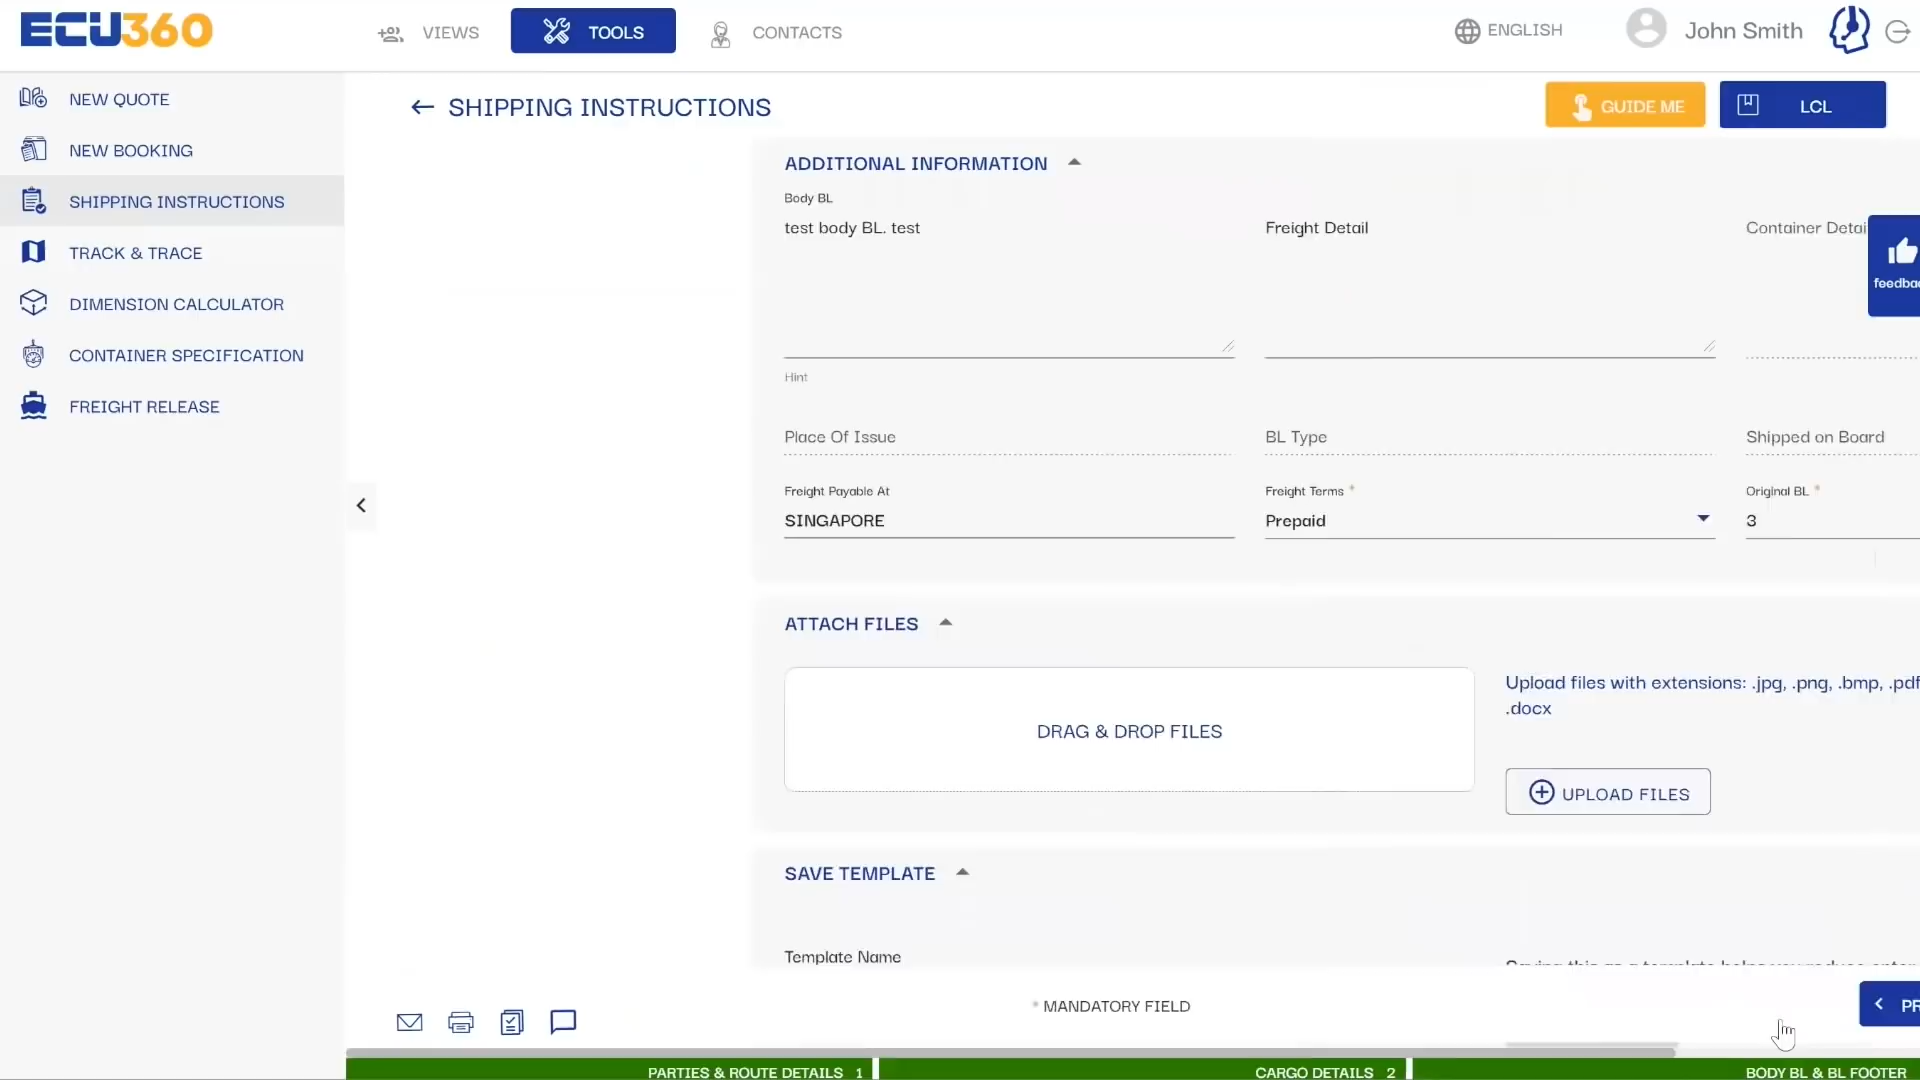 ECU360
VIEWS
TOOLS
CONTACTS
ENGLISH
John Smith
NEW QUOTE
NEW BOOKING
SHIPPING INSTRUCTIONS
TRACK & TRACE
DIMENSION CALCULATOR
CONTAINER SPECIFICATION
FREIGHT RELEASE
SHIPPING INSTRUCTIONS
GUIDE ME
LCL
ADDITIONAL INFORMATION
Body BL
test body BL. test
Freight Detail
Container Detai
feedba
Hint
Place Of Issue
BL Type
Shipped on Board
Freight Payable At
Freight Terms *
Original BL *
SINGAPORE
Prepaid
3
ATTACH FILES
DRAG & DROP FILES
Upload files with extensions: .jpg, .png, .bmp, .pdf
.docx
UPLOAD FILES
SAVE TEMPLATE
Template Name
* MANDATORY FIELD
PR
PARTIES & ROUTE DETAILS 1
CARGO DETAILS 2
BODY BL & BL FOOTER